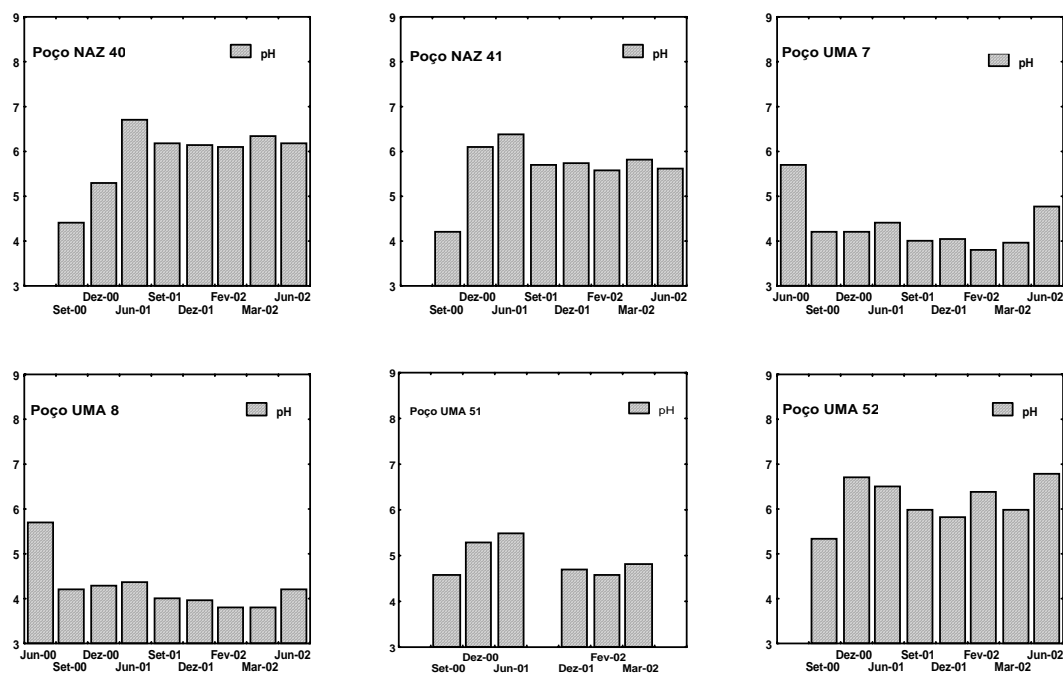 9
8
7
6
5
4
3
Poço NAZ 40
pH
Dez-00 Set-01 Fev-02 Jun-02
Set-00 Jun-01 Dez-01 Mar-02
9
8
7
6
5
4
3
Poço NAZ 41
pH
Dez-00 Set-01 Fev-02 Jun-02
Set-00 Jun-01 Dez-01 Mar-02
9
8
7
6
5
4
3
Poço UMA 7
pH
Jun-00 Dez-00 Set-01 Fev-02 Jun-02
Set-00 Jun-01 Dez-01 Mar-02
9
8
7
6
5
4
3
Poço UMA 8
pH
Jun-00 Dez-00 Set-01 Fev-02 Jun-02
Set-00 Jun-01 Dez-01 Mar-02
9
8
7
6
5
4
3
Poço UMA 51
pH
Dez-00 Fev-02
Set-00 Jun-01 Dez-01 Mar-02
9
8
7
6
5
4
3
Poço UMA 52
pH
Dez-00 Set-01 Fev-02 Jun-02
Set-00 Jun-01 Dez-01 Mar-02